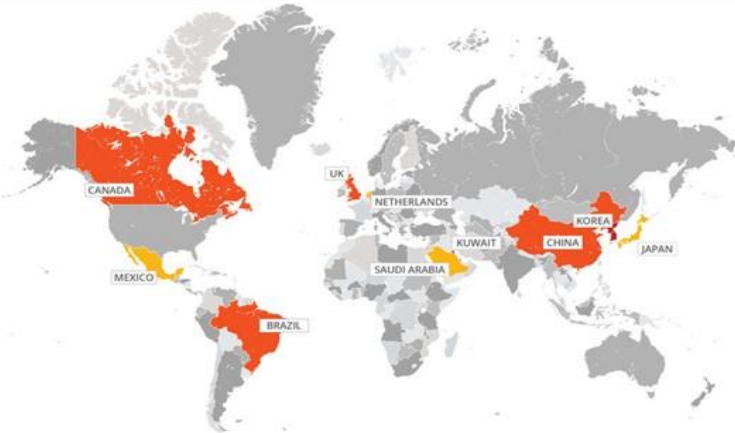 CANADA
UK
NETHERLANDS
KOREA
KUWAIT
CHINA
JAPAN
MEXICO
SAUDI ARABIA
BRAZIL